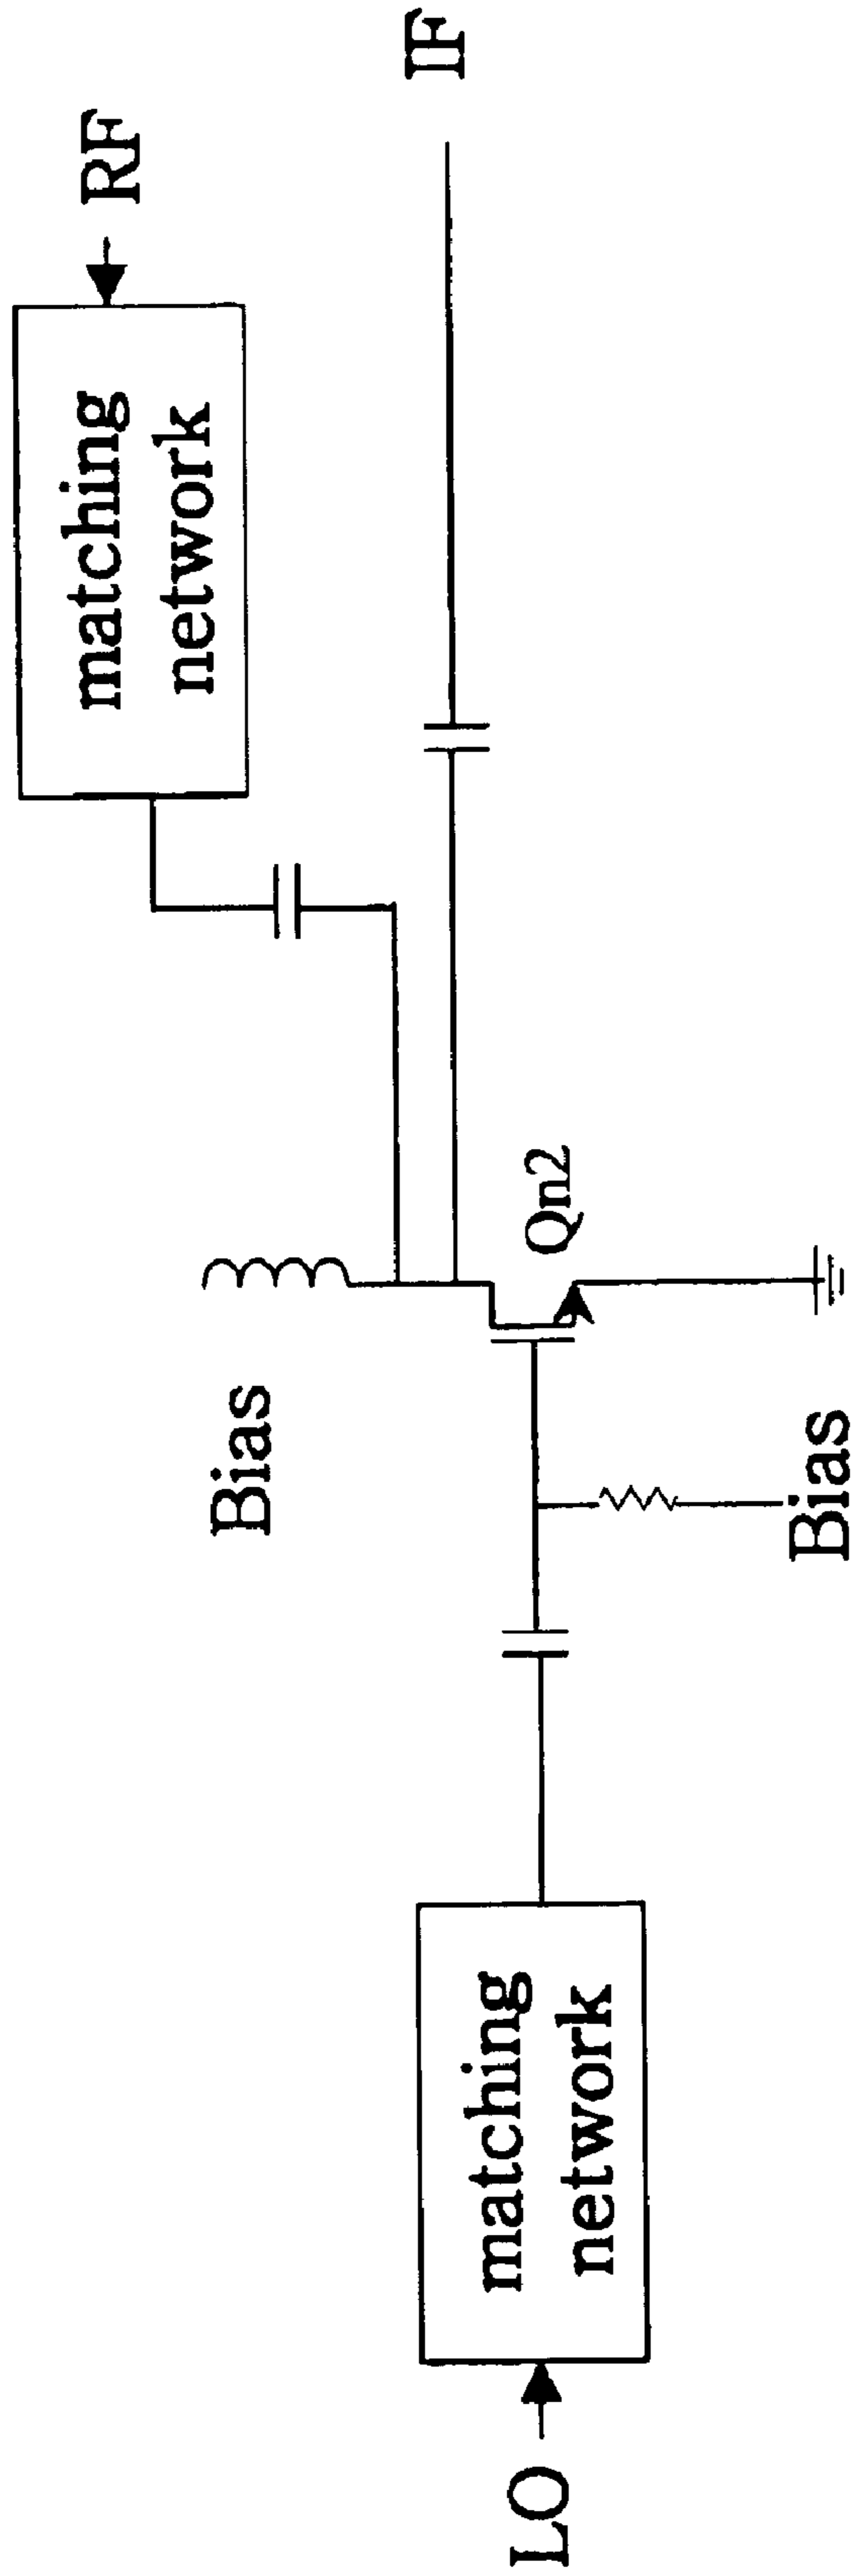 RF
matching
network
IF
Bias
Qn2
Bias
matching
network
LO